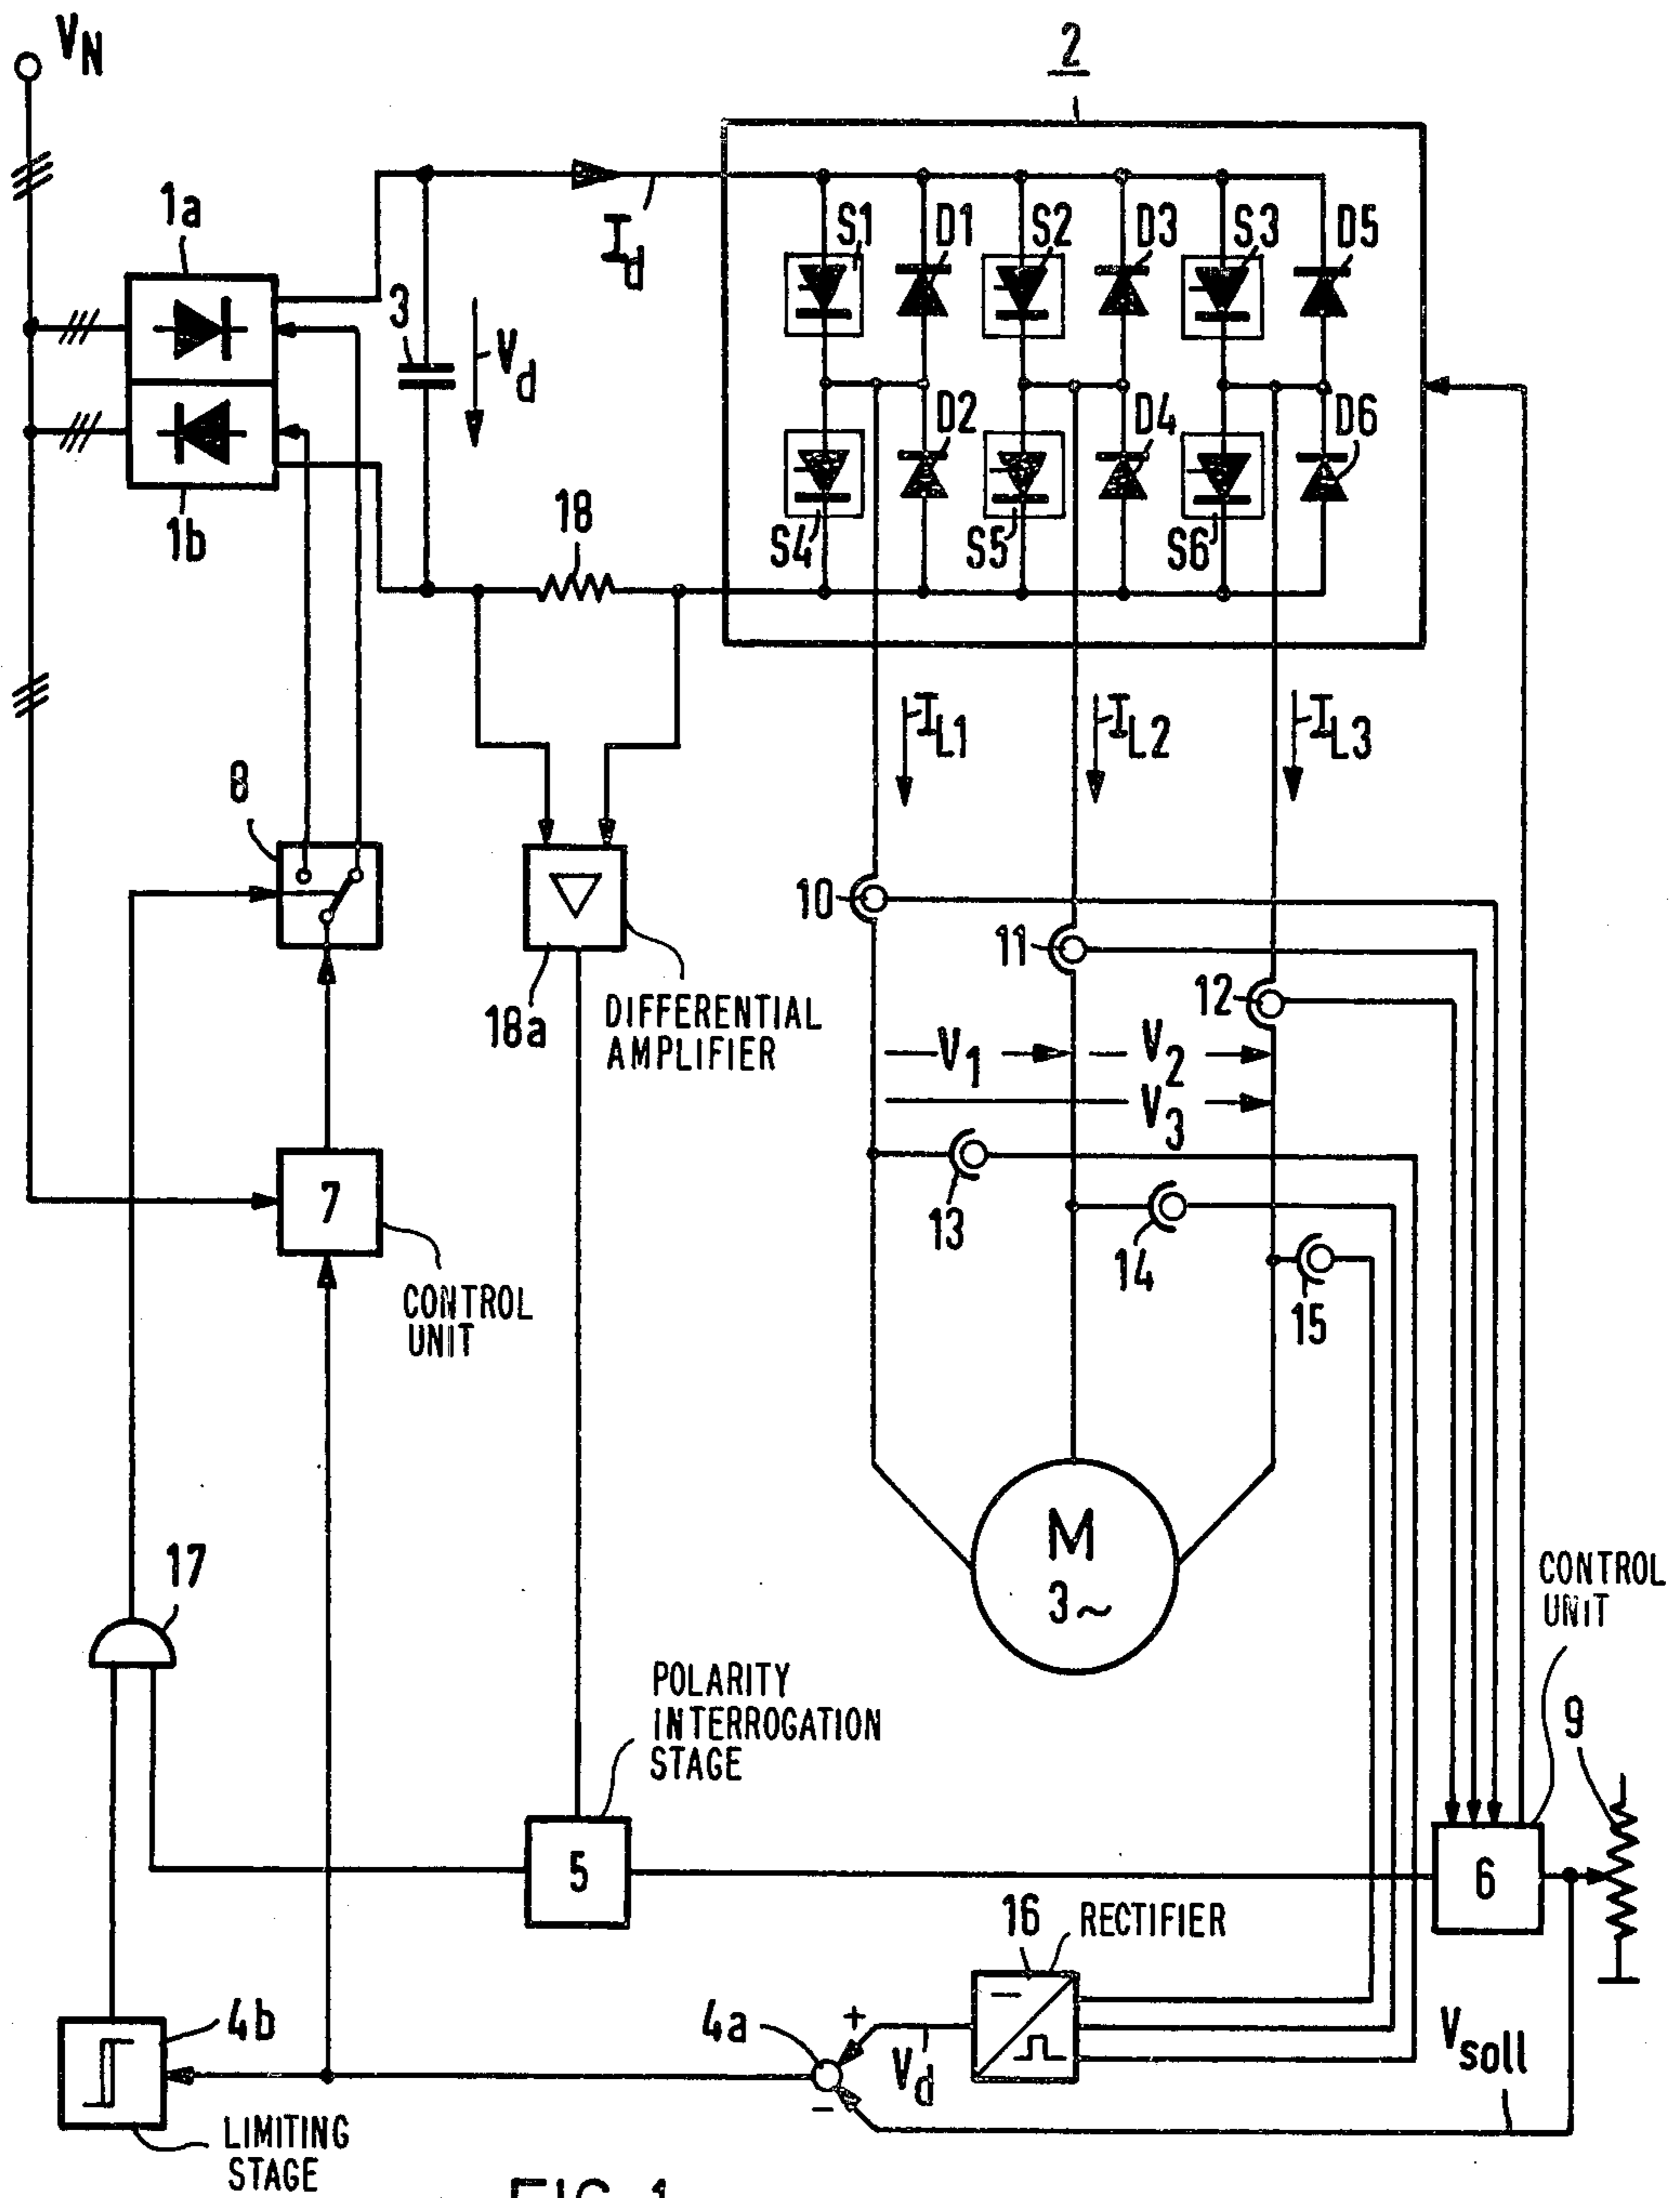 V_N
2
1a
S1
D1
S2
D3
S3
D5
I_d
3
V_d
1b
18
D2
D4
D6
S4
S5
S6
I_L1
I_L2
I_L3
8
10
11
12
18a
DIFFERENTIAL
AMPLIFIER
V_1
V_2
V_3
7
13
14
15
CONTROL
UNIT
17
M
3~
CONTROL
UNIT
POLARITY
INTERROGATION
STAGE
9
5
6
16 RECTIFIER
4b
4a
+
−
V_d
V_soll
LIMITING
STAGE
FIG. 1